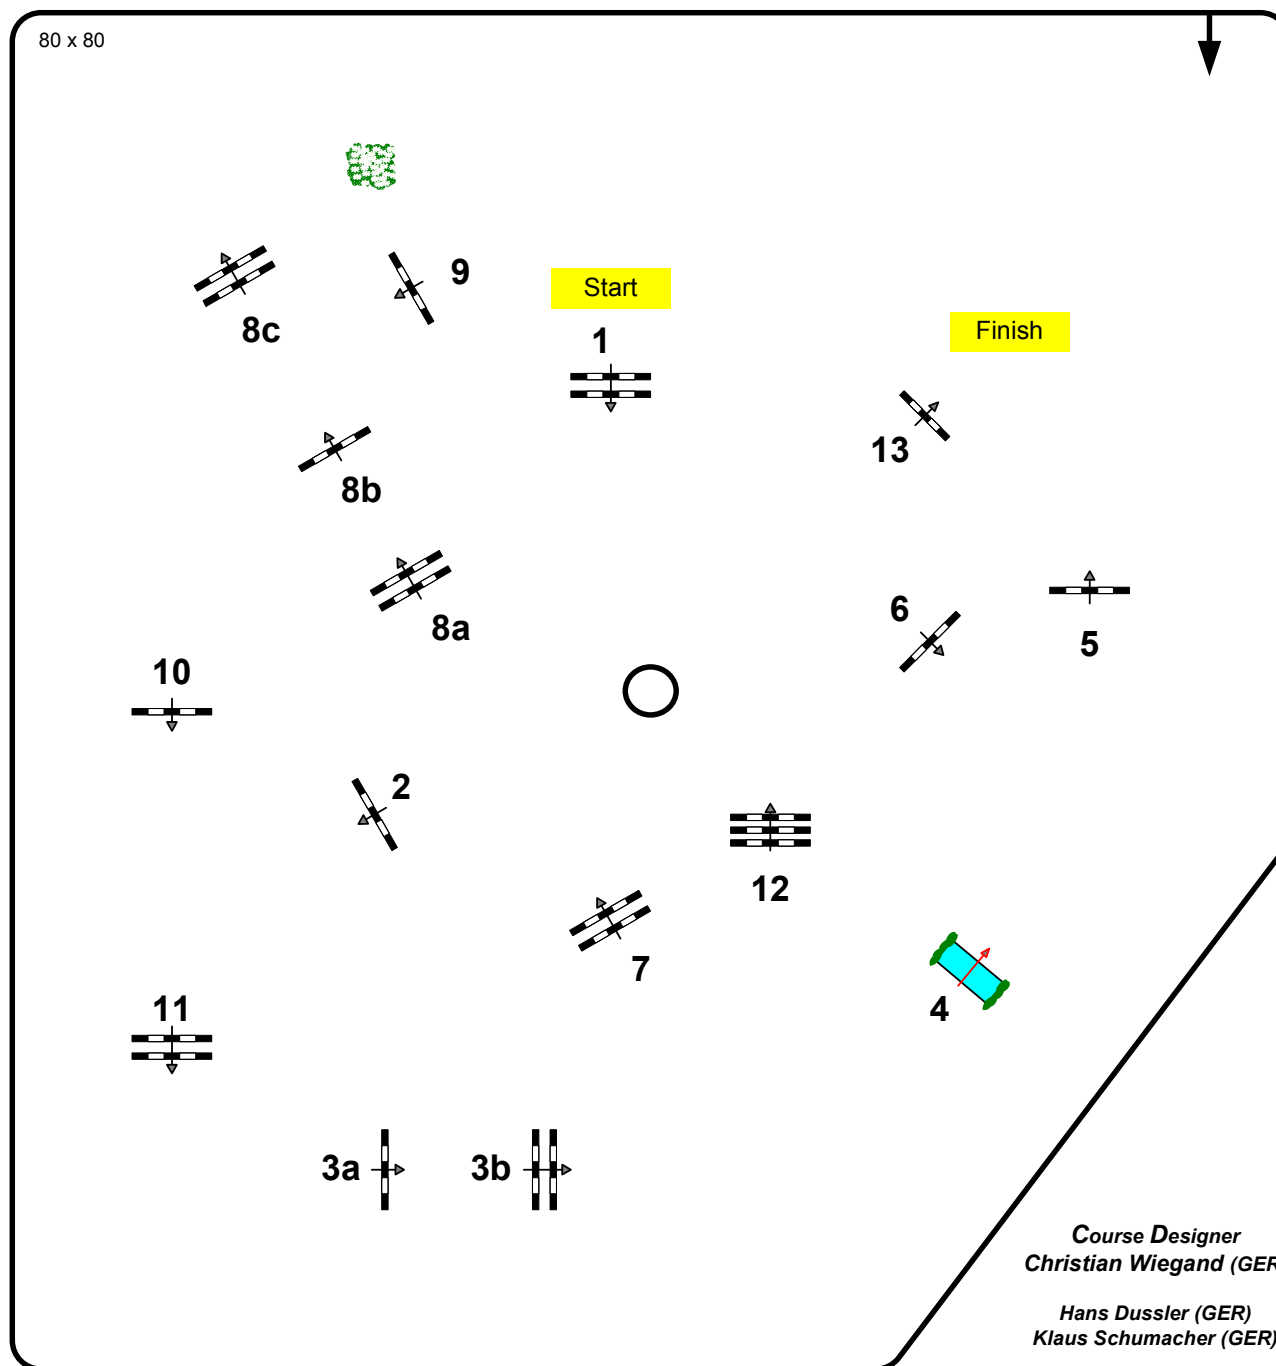 80 x 80
9
Start
Finish
8c
1
13
8b
6
8a
5
10
2
12
7
11
4
3a
3b
Course Designer
Christian Wiegand (GER
Hans Dussler (GER)
Klaus Schumacher (GER)